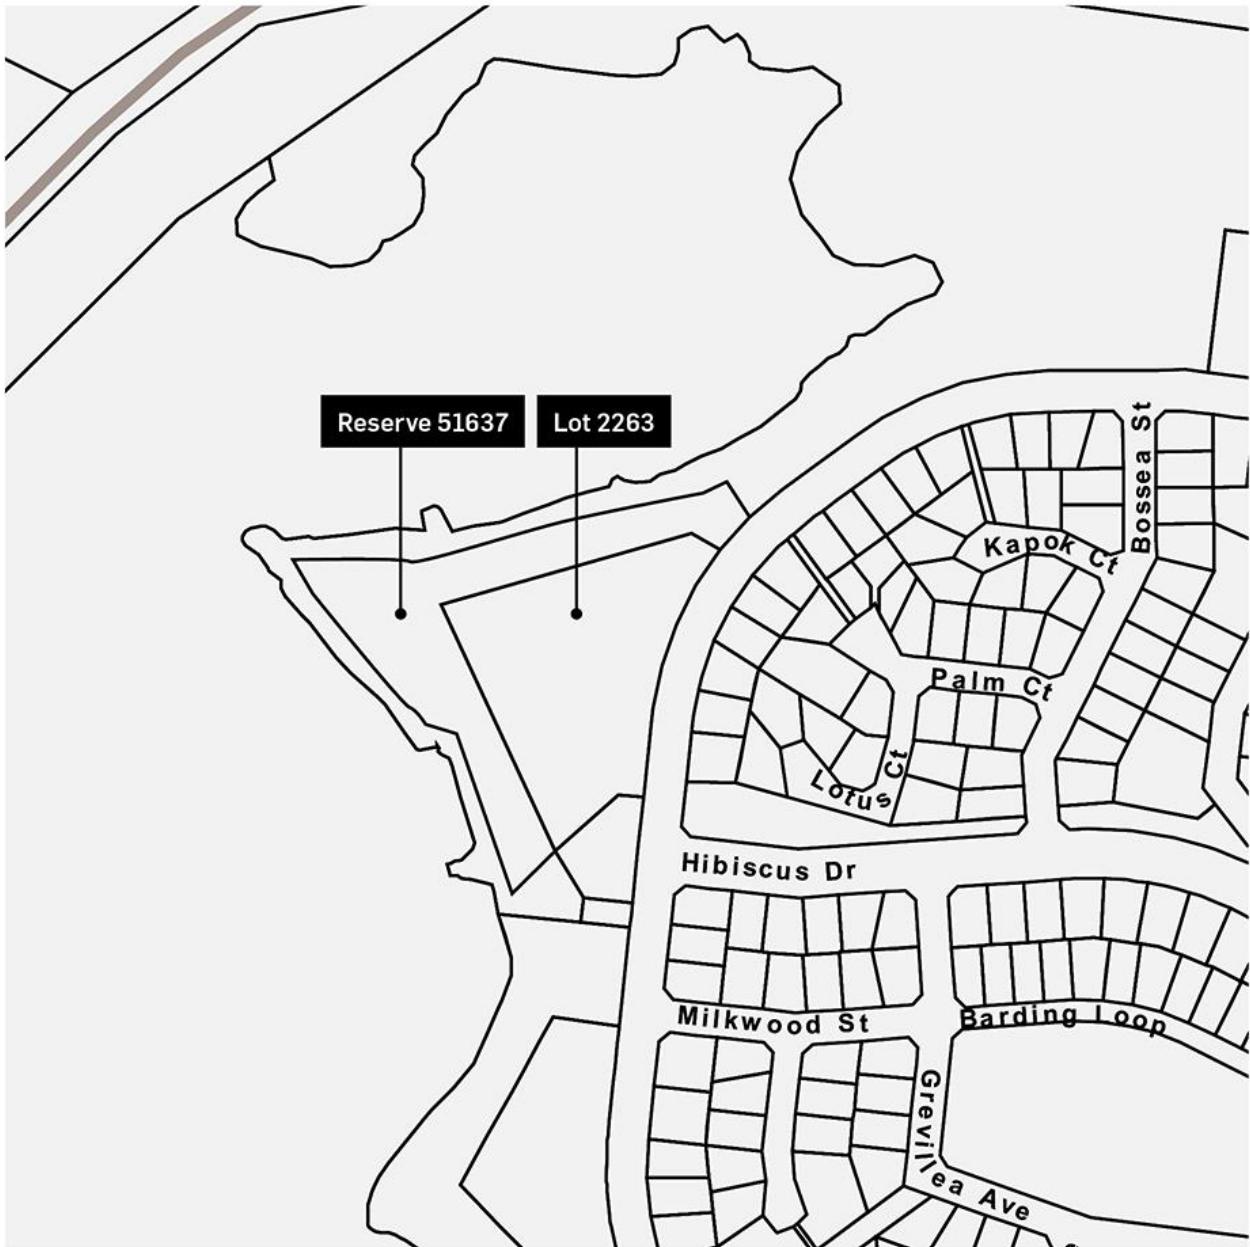 Reserve 51637
Lot 2263
Bossea St
Kapok Ct
Palm Ct
Lotus Ct
Hibiscus Dr
Milkwood St
Barding Loop
Grevillea Ave